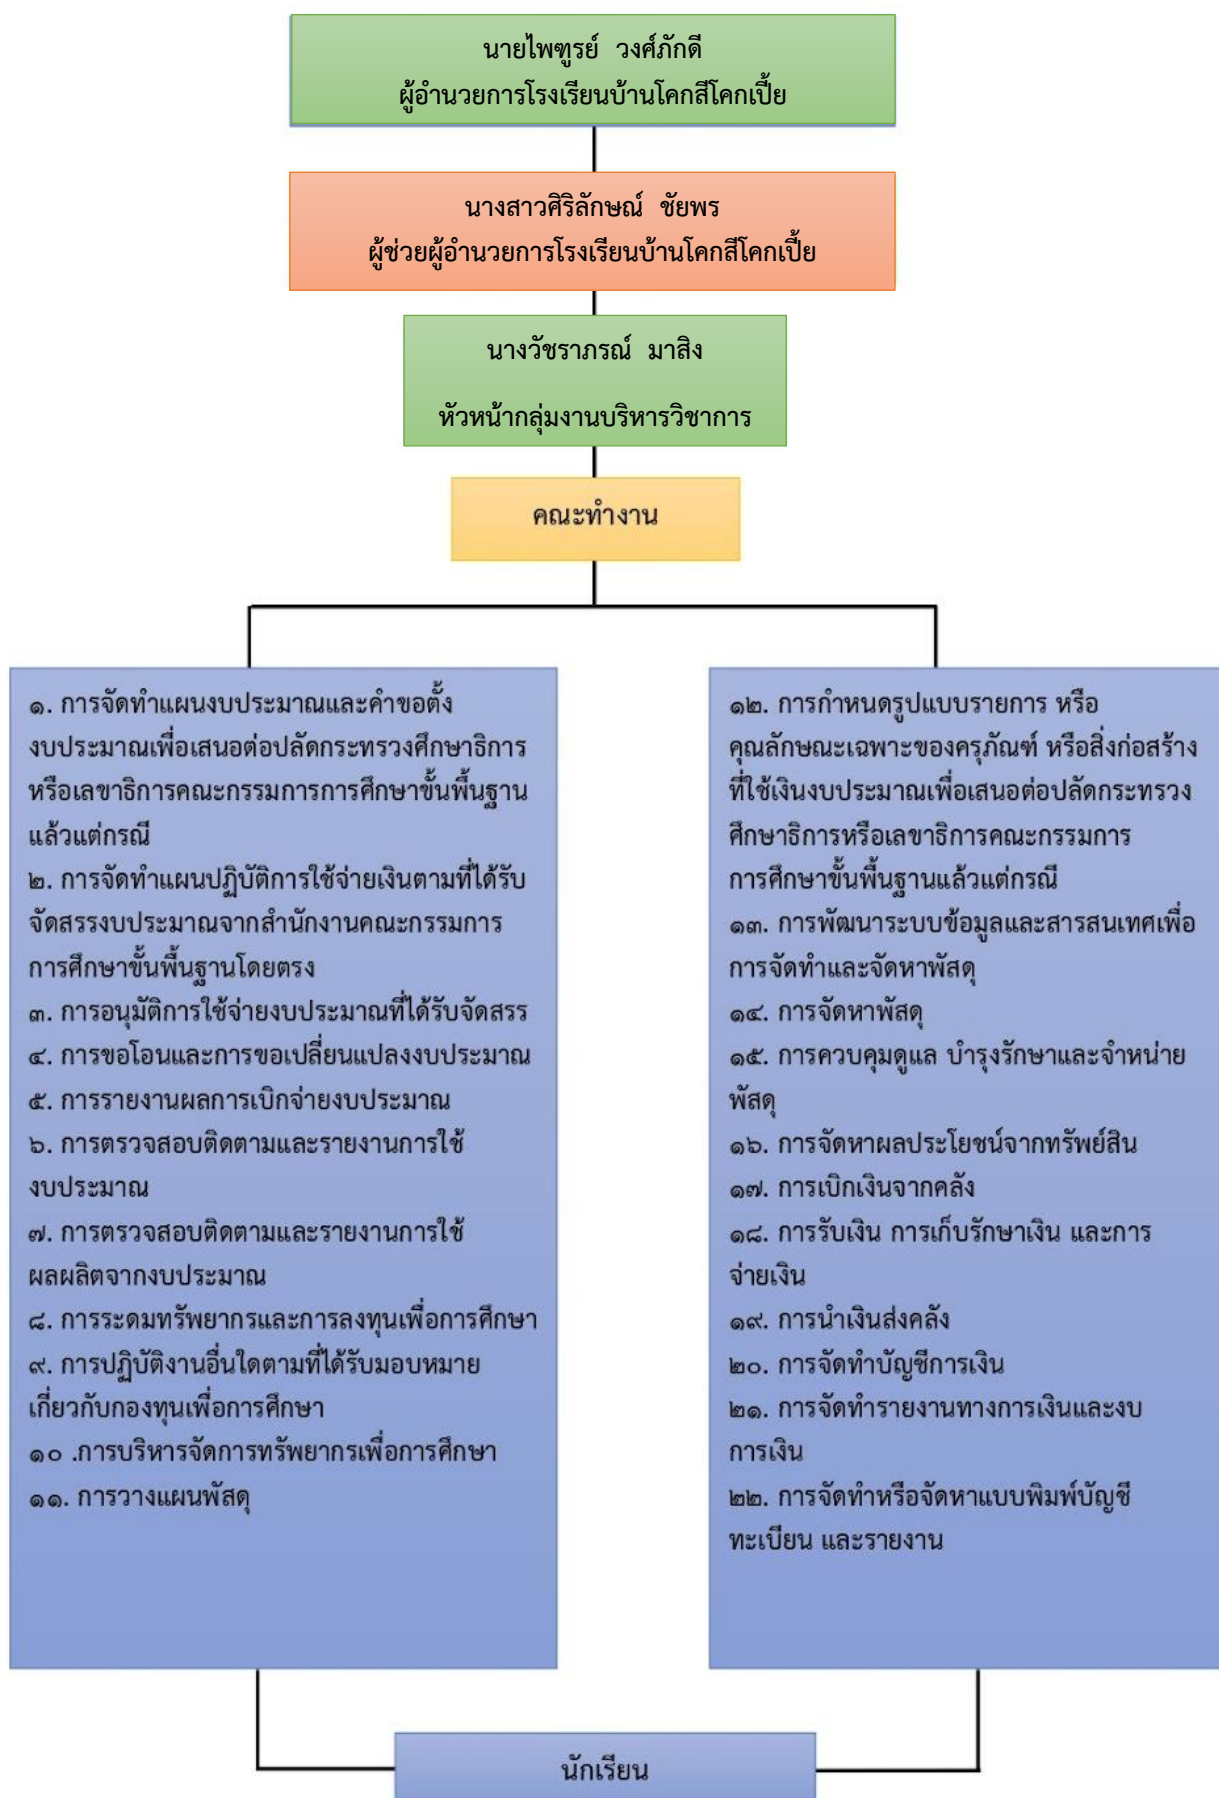 นายไพฑูรย์ วงศ์ภักดี
ผู้อำนวยการโรงเรียนบ้านโคกสีโคกเปี้ย
นางสาวศิริลักษณ์ ชัยพร
ผู้ช่วยผู้อำนวยการโรงเรียนบ้านโคกสีโคกเปี้ย
นางวัชราภรณ์ มาสิง
หัวหน้ากลุ่มงานบริหารวิชาการ
คณะทำงาน
๑. การจัดทำแผนงบประมาณและคำขอตั้ง
งบประมาณเพื่อเสนอต่อปลัดกระทรวงศึกษาธิการ
หรือเลขาธิการคณะกรรมการการศึกษาขั้นพื้นฐาน
แล้วแต่กรณี
๒. การจัดทำแผนปฏิบัติการใช้จ่ายเงินตามที่ได้รับ
จัดสรรงบประมาณจากสำนักงานคณะกรรมการ
การศึกษาขั้นพื้นฐานโดยตรง
๓. การอนุมัติการใช้จ่ายงบประมาณที่ได้รับจัดสรร
๔. การขอโอนและการขอเปลี่ยนแปลงงบประมาณ
๕. การรายงานผลการเบิกจ่ายงบประมาณ
๖. การตรวจสอบติดตามและรายงานการใช้
งบประมาณ
๗. การตรวจสอบติดตามและรายงานการใช้
ผลผลิตจากงบประมาณ
๘. การระดมทรัพยากรและการลงทุนเพื่อการศึกษา
๙. การปฏิบัติงานอื่นใดตามที่ได้รับมอบหมาย
เกี่ยวกับกองทุนเพื่อการศึกษา
๑๐ .การบริหารจัดการทรัพยากรเพื่อการศึกษา
๑๑. การวางแผนพัสดุ
๑๒. การกำหนดรูปแบบรายการ หรือ
คุณลักษณะเฉพาะของครุภัณฑ์ หรือสิ่งก่อสร้าง
ที่ใช้เงินงบประมาณเพื่อเสนอต่อปลัดกระทรวง
ศึกษาธิการหรือเลขาธิการคณะกรรมการ
การศึกษาขั้นพื้นฐานแล้วแต่กรณี
๑๓. การพัฒนาระบบข้อมูลและสารสนเทศเพื่อ
การจัดทำและจัดหาพัสดุ
๑๔. การจัดหาพัสดุ
๑๕. การควบคุมดูแล บำรุงรักษาและจำหน่าย
พัสดุ
๑๖. การจัดหาผลประโยชน์จากทรัพย์สิน
๑๗. การเบิกเงินจากคลัง
๑๘. การรับเงิน การเก็บรักษาเงิน และการ
จ่ายเงิน
๑๙. การนำเงินส่งคลัง
๒๐. การจัดทำบัญชีการเงิน
๒๑. การจัดทำรายงานทางการเงินและงบ
การเงิน
๒๒. การจัดทำหรือจัดหาแบบพิมพ์บัญชี
ทะเบียน และรายงาน
นักเรียน